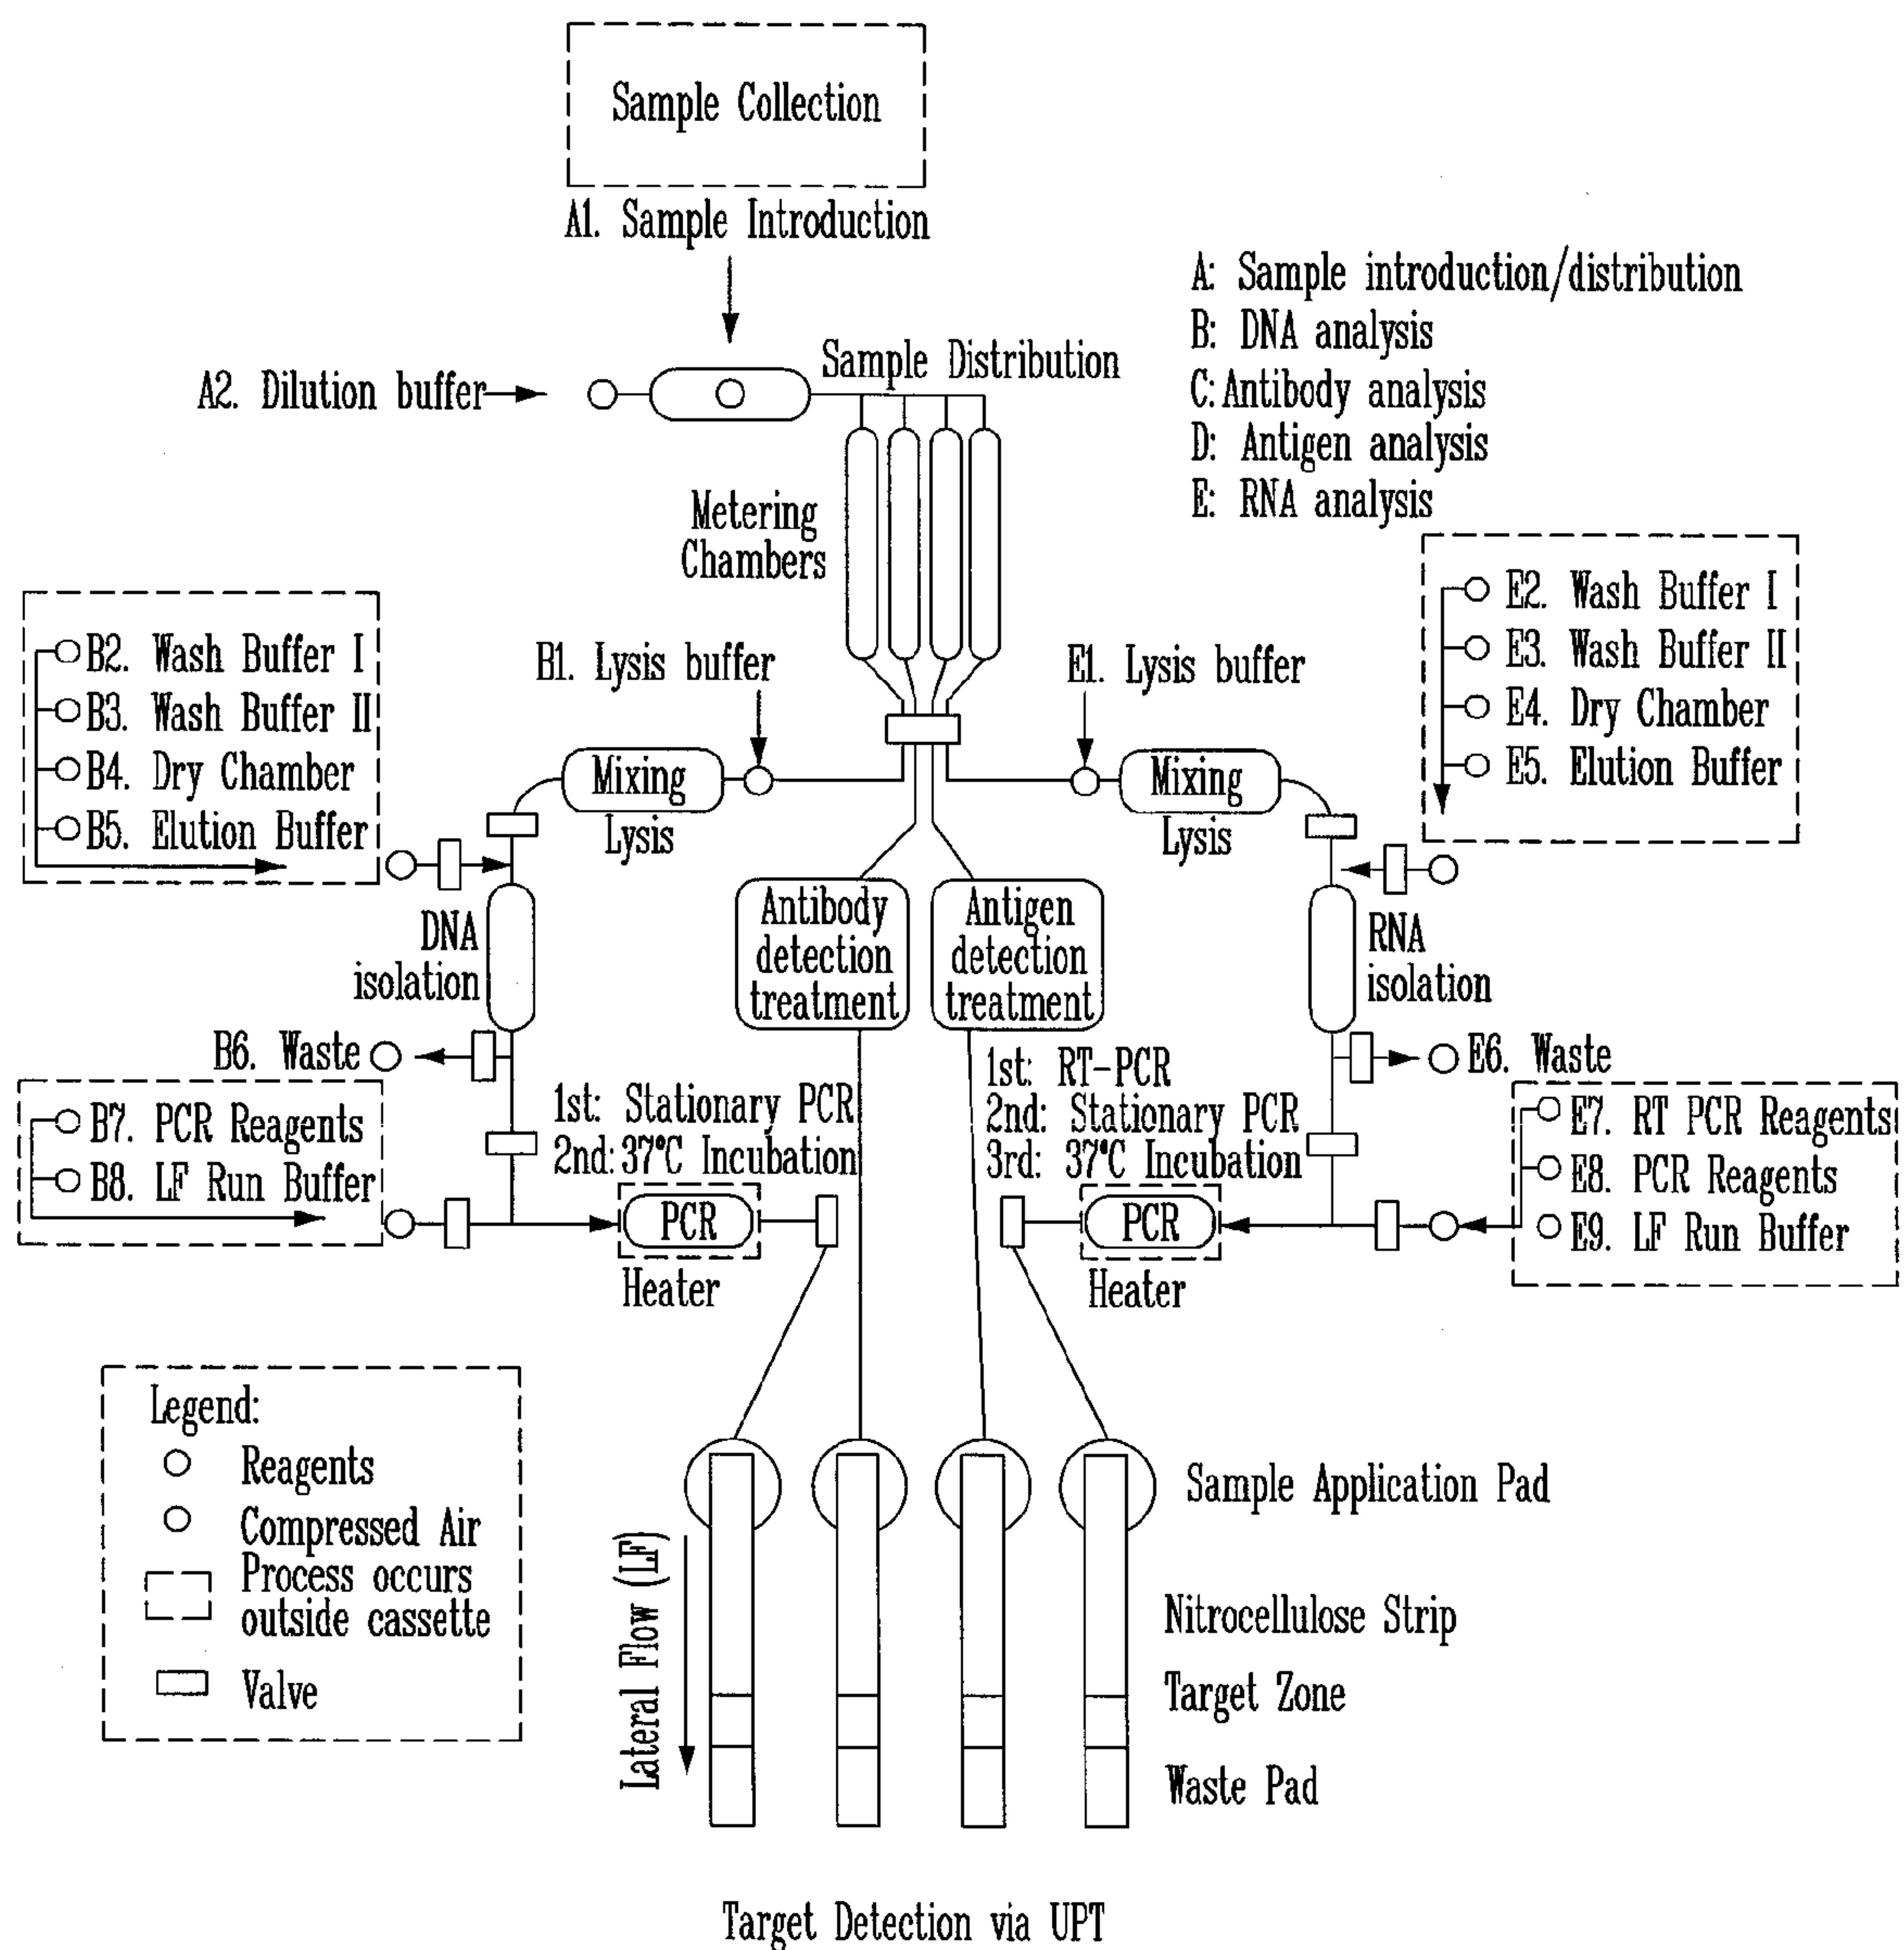 Sample Collection
A1. Sample Introduction
A2. Dilution buffer
Sample Distribution
A: Sample introduction/distribution
B: DNA analysis
C: Antibody analysis
D: Antigen analysis
E: RNA analysis
Metering
Chambers
B2. Wash Buffer I
B3. Wash Buffer II
B4. Dry Chamber
B5. Elution Buffer
B1. Lysis buffer
E1. Lysis buffer
E2. Wash Buffer I
E3. Wash Buffer II
E4. Dry Chamber
E5. Elution Buffer
Mixing
Lysis
Mixing
Lysis
DNA
isolation
Antibody
detection
treatment
Antigen
detection
treatment
RNA
isolation
B6. Waste
E6. Waste
B7. PCR Reagents
B8. LF Run Buffer
1st: Stationary PCR
2nd: 37°C Incubation
1st: RT-PCR
2nd: Stationary PCR
3rd: 37°C Incubation
E7. RT PCR Reagents
E8. PCR Reagents
E9. LF Run Buffer
PCR
Heater
PCR
Heater
Legend:
Reagents
Compressed Air
Process occurs
outside cassette
Valve
Lateral Flow (LF)
Sample Application Pad
Nitrocellulose Strip
Target Zone
Waste Pad
Target Detection via UPT